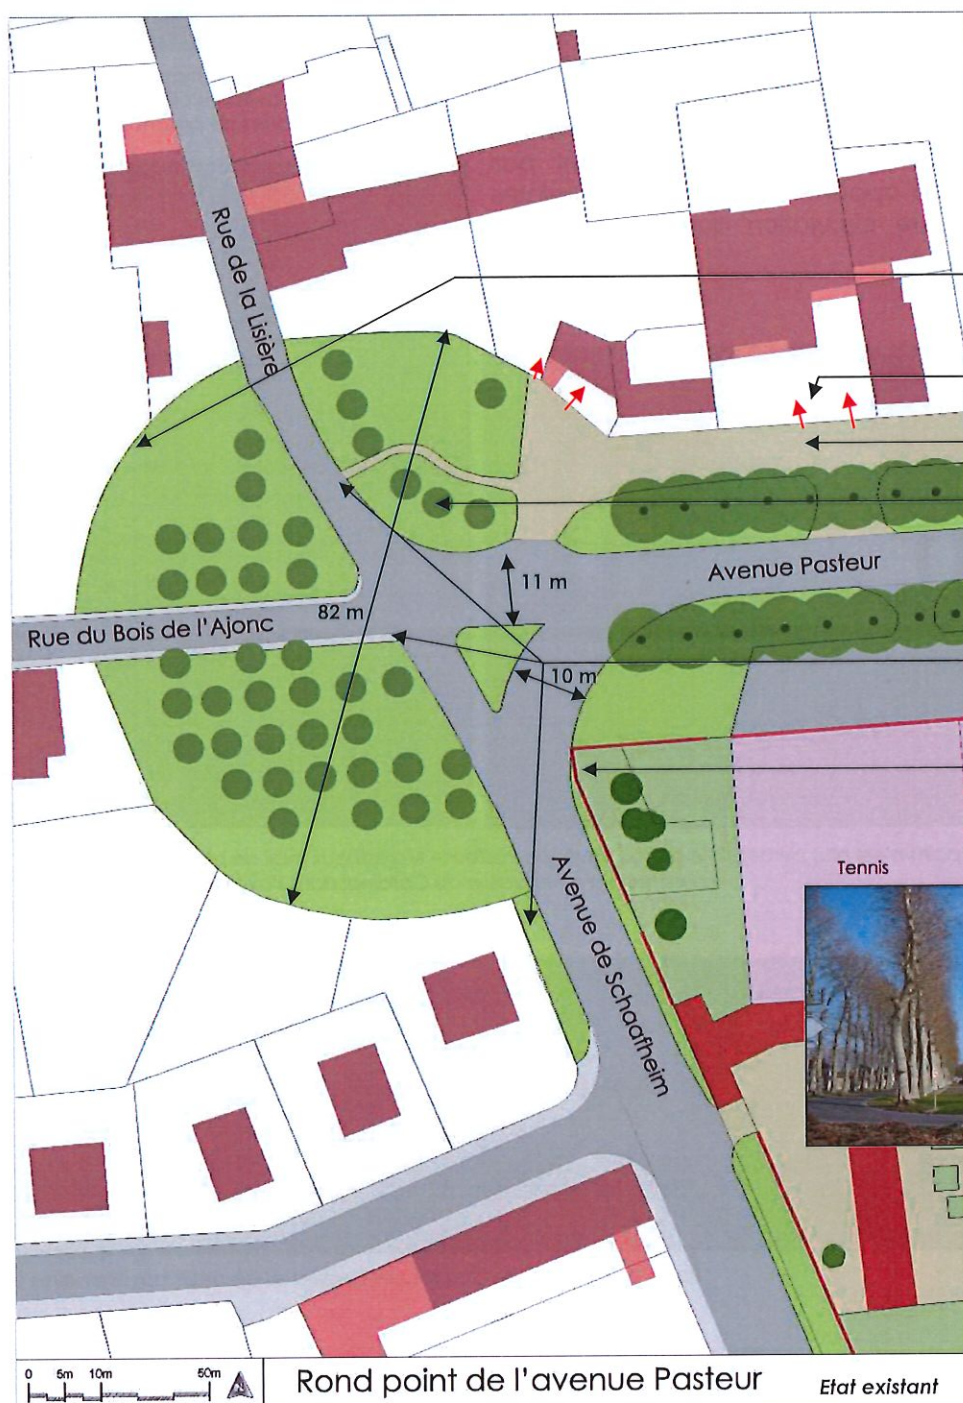 Rue de la Lisière
Avenue Pasteur
11 m
82 m
Rue du Bois de l'Ajonc
10 m
Tennis
Avenue de Schaafheim
0 5m 10m 50m
Rond point de l'avenue Pasteur
Etat existant